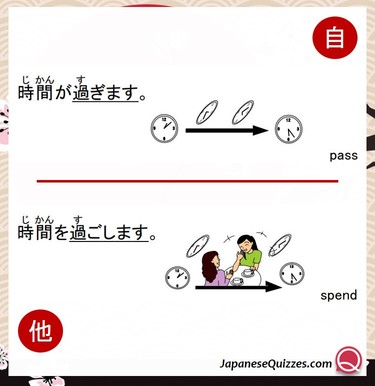 自
じ かん す
時間が過ぎます。
pass
じ かん す
時間を過ごします。
spend
他
JapaneseQuizzes.com